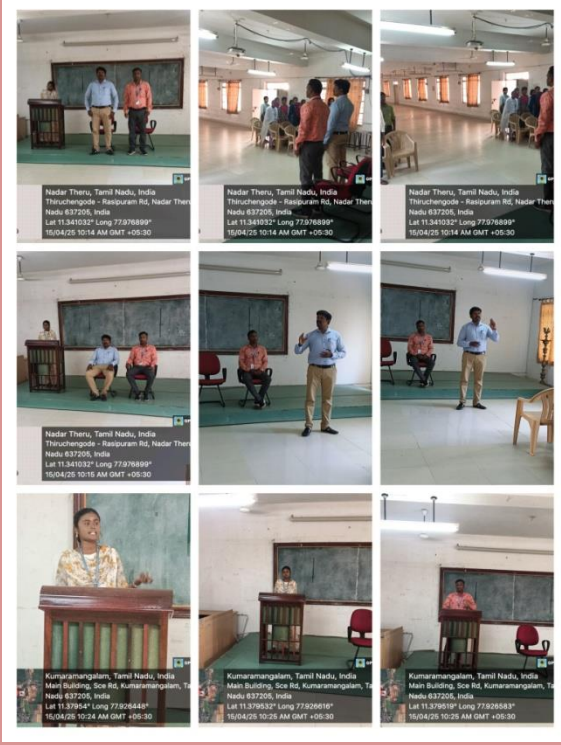 Nadar Theru, Tamil Nadu, India
Thiruchengode - Rasipuram Rd, Nadar Ther
Nadu 637205, India
Lat 11.341032° Long 77.976899°
15/04/25 10:14 AM GMT +05:30
Nadar Theru, Tamil Nadu, India
Thiruchengode - Rasipuram Rd, Nadar Ther
Nadu 637205, India
Lat 11.341032° Long 77.976899°
15/04/25 10:14 AM GMT +05:30
Nadar Theru, Tamil Nadu, India
Thiruchengode - Rasipuram Rd, Nadar Ther
Nadu 637205, India
Lat 11.341032° Long 77.976899°
15/04/25 10:14 AM GMT +05:30
Nadar Theru, Tamil Nadu, India
Thiruchengode - Rasipuram Rd, Nadar Ther
Nadu 637205, India
Lat 11.341032° Long 77.976899°
15/04/25 10:15 AM GMT +05:30
Kumaramangalam, Tamil Nadu, India
Main Building, Sce Rd, Kumaramangalam, Ta
Nadu 637205, India
Lat 11.37954° Long 77.926448°
15/04/25 10:24 AM GMT +05:30
Kumaramangalam, Tamil Nadu, India
Main Building, Sce Rd, Kumaramangalam, Ta
Nadu 637205, India
Lat 11.379532° Long 77.926616°
15/04/25 10:25 AM GMT +05:30
Kumaramangalam, Tamil Nadu, India
Main Building, Sce Rd, Kumaramangalam, Ta
Nadu 637205, India
Lat 11.379519° Long 77.926583°
15/04/25 10:25 AM GMT +05:30